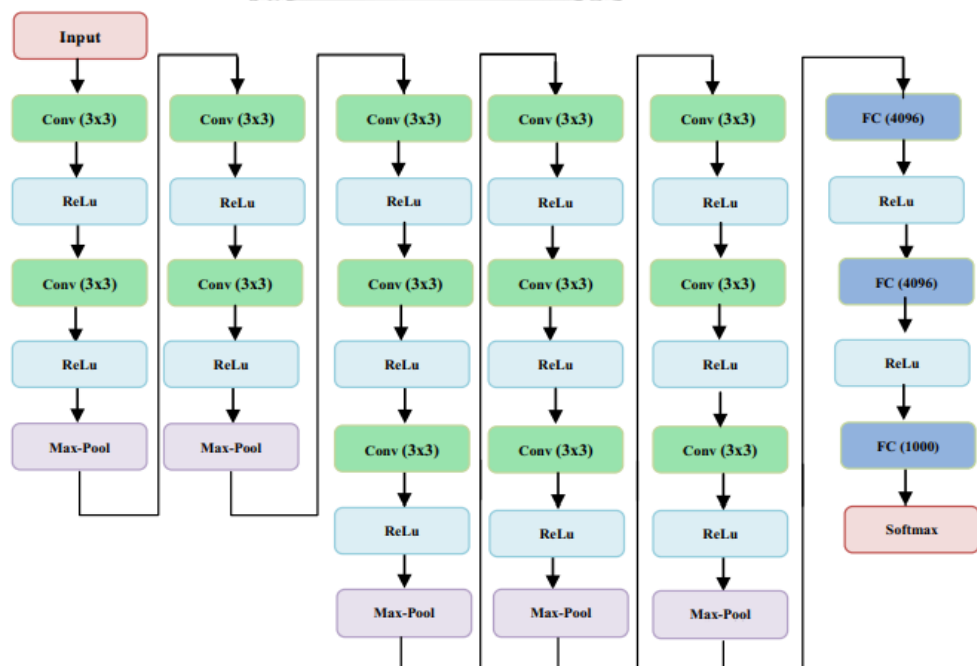 Input
Conv (3x3)
ReLu
Conv (3x3)
ReLu
Max-Pool
Conv (3x3)
ReLu
Conv (3x3)
ReLu
Max-Pool
Conv (3x3)
ReLu
Conv (3x3)
ReLu
Conv (3x3)
ReLu
Max-Pool
Conv (3x3)
ReLu
Conv (3x3)
ReLu
Conv (3x3)
ReLu
Max-Pool
Conv (3x3)
ReLu
Conv (3x3)
ReLu
Conv (3x3)
ReLu
Max-Pool
FC (4096)
ReLu
FC (4096)
ReLu
FC (1000)
Softmax